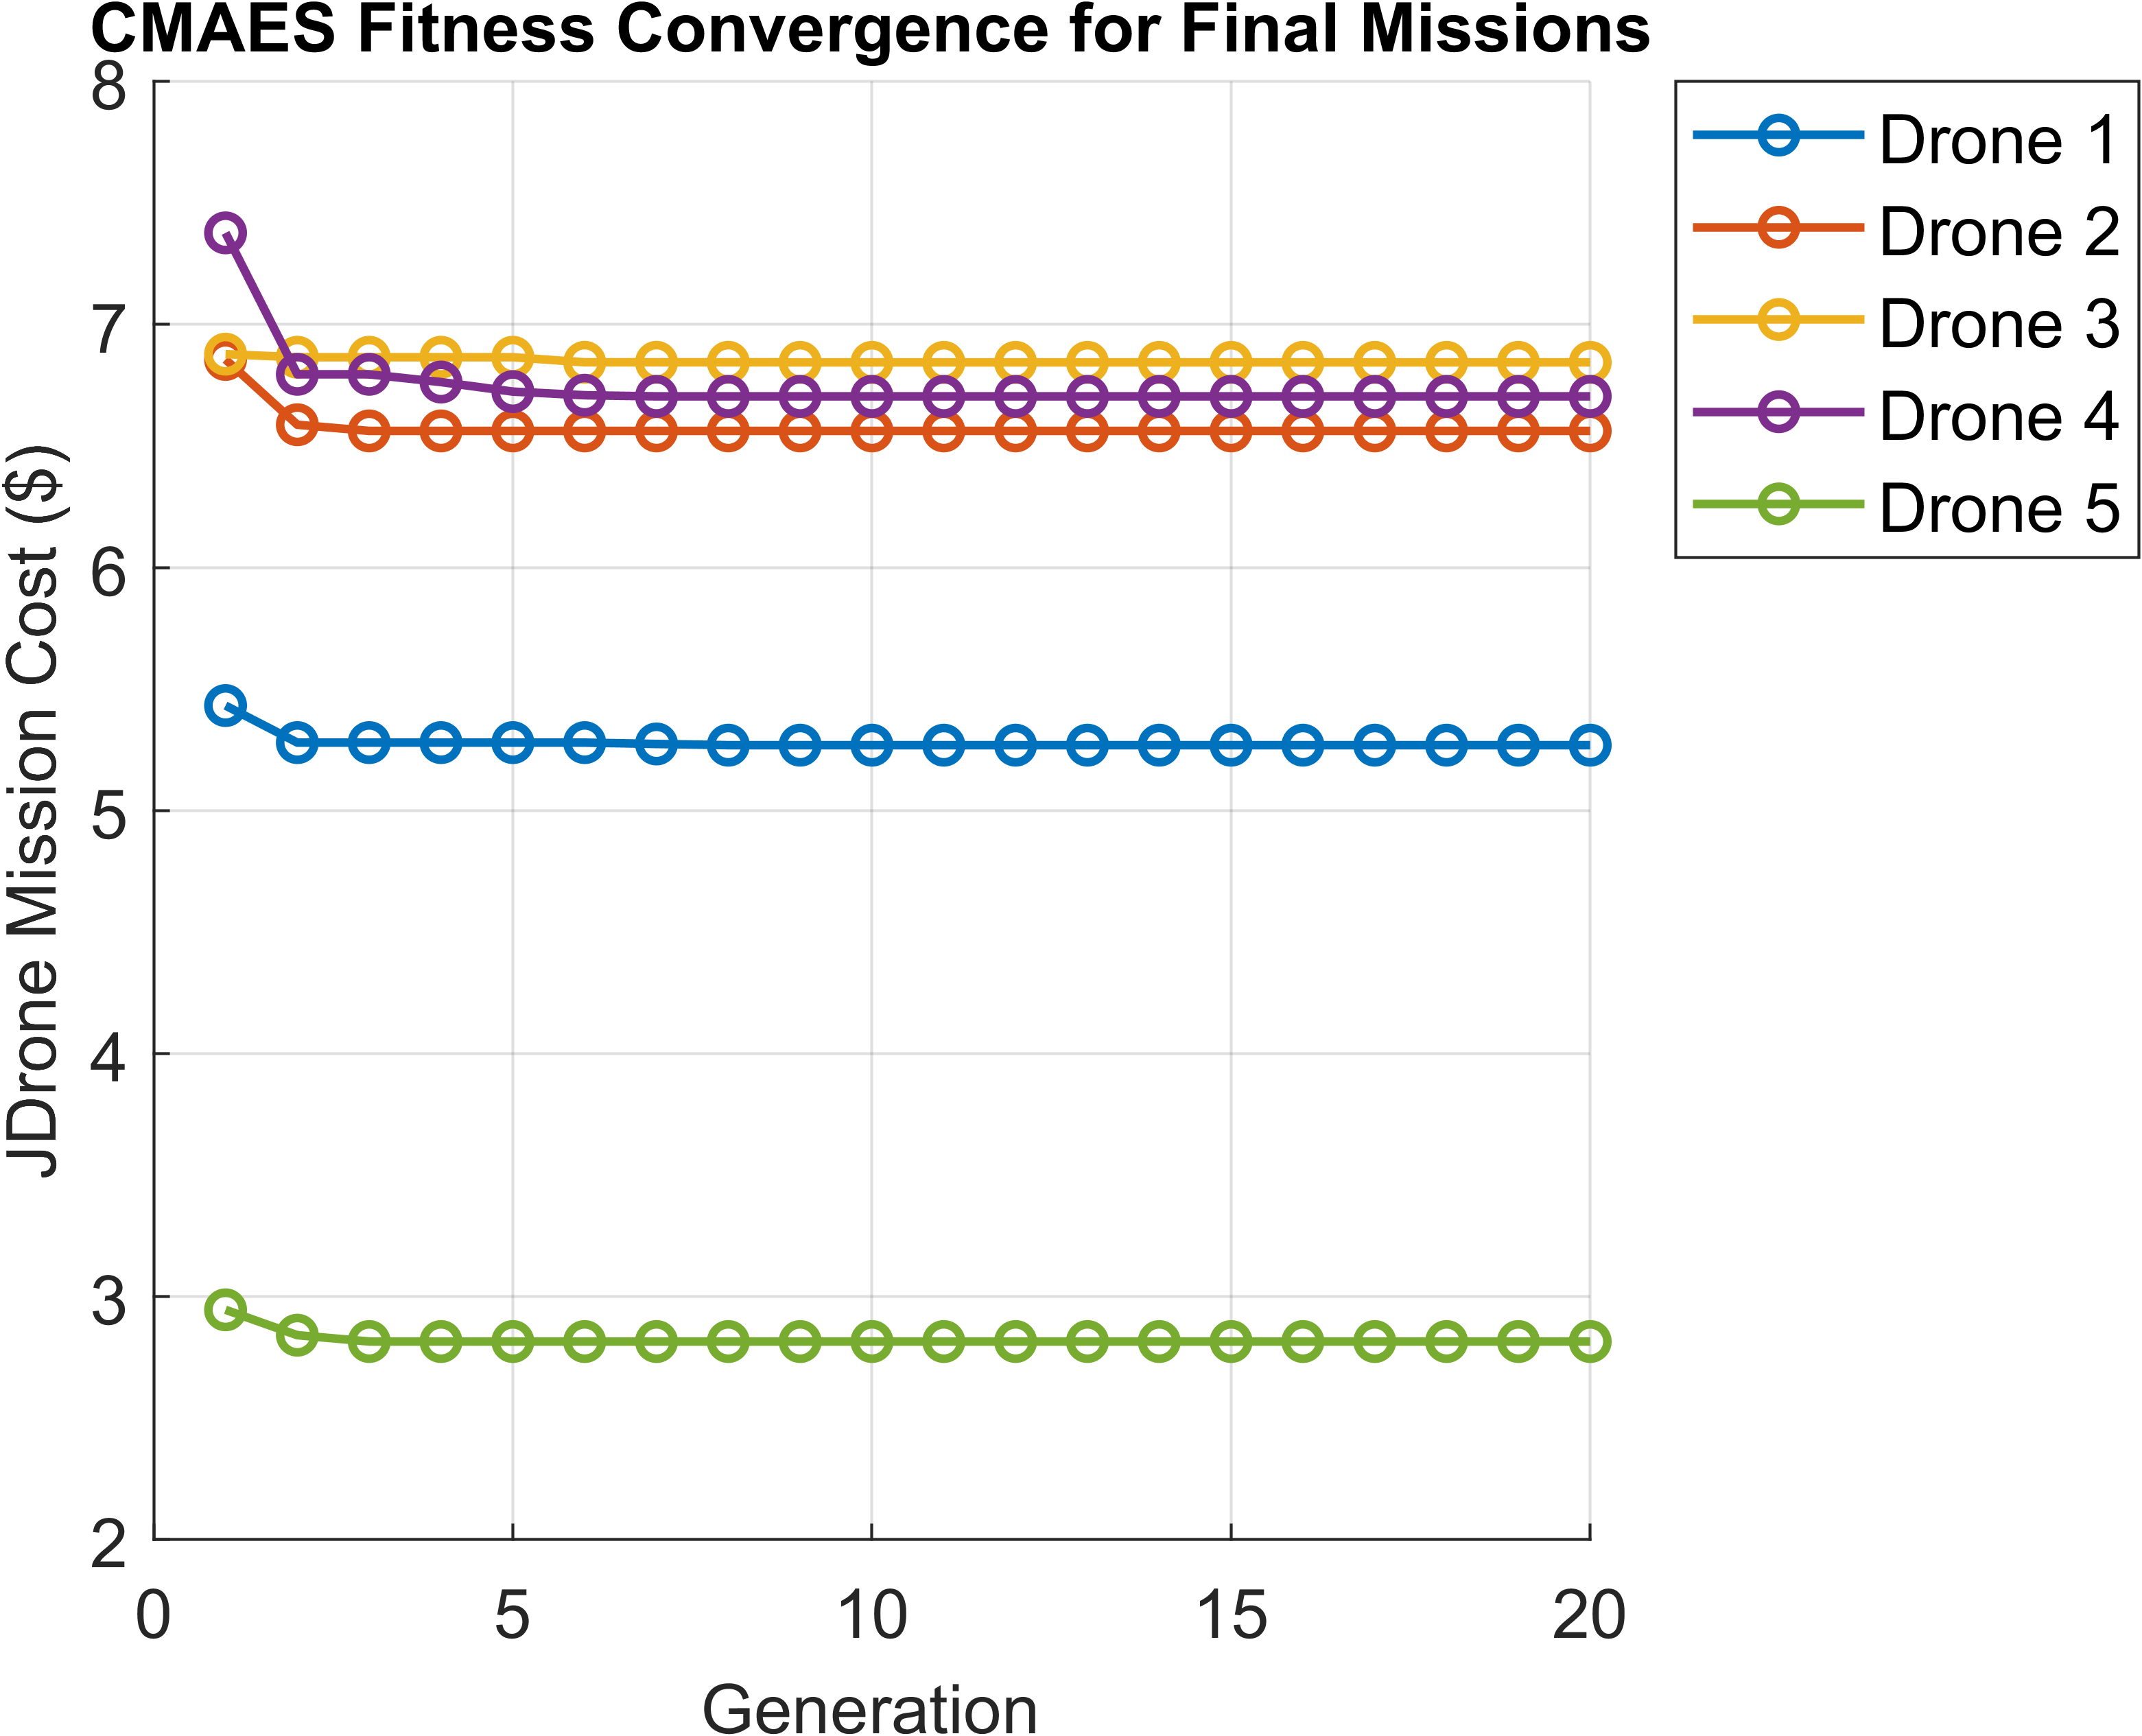 CMAES Fitness Convergence for Final Missions
8
7
6
5
4
3
2
JDrone Mission Cost ($)
0 5 10 15 20
Generation
Drone 1
Drone 2
Drone 3
Drone 4
Drone 5